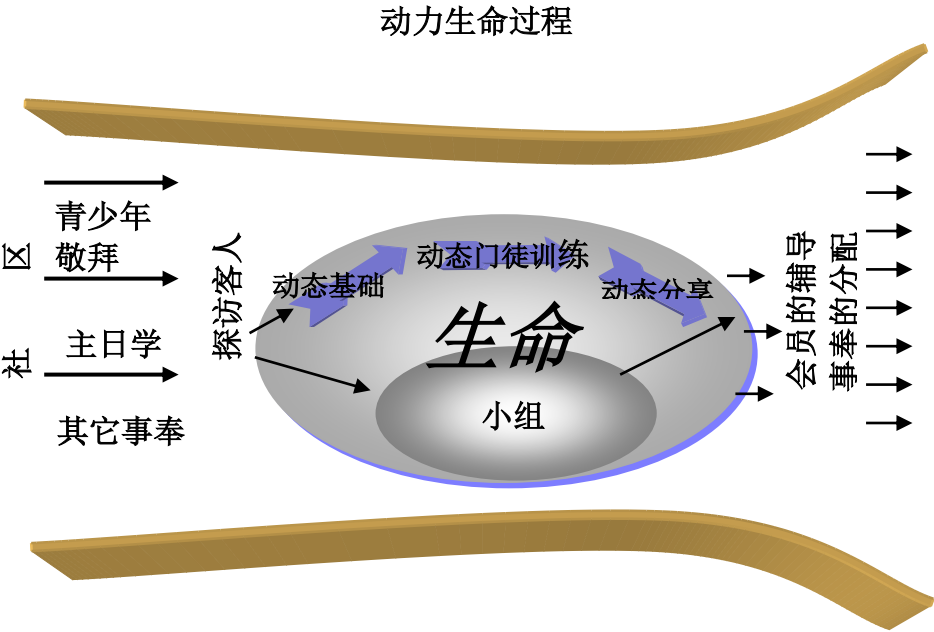 动力生命过程
社区
青少年
敬拜
主日学
其它事奉
探访客人
动态基础
动态门徒训练
动态分享
生命
小组
会员的辅导
事奉的分配